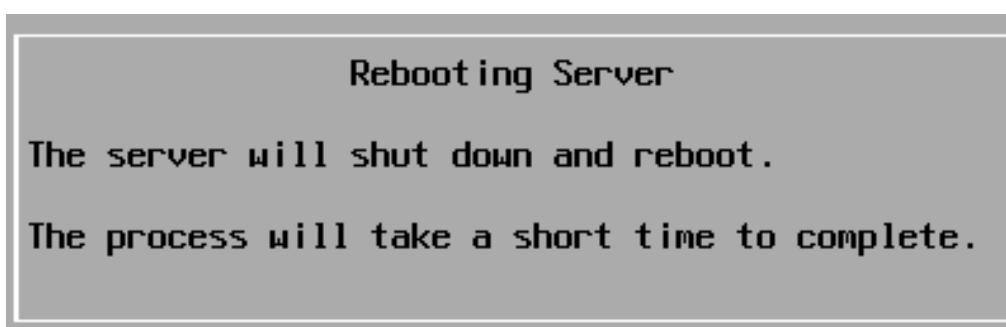 Rebooting Server
The server will shut down and reboot.
The process will take a short time to complete.